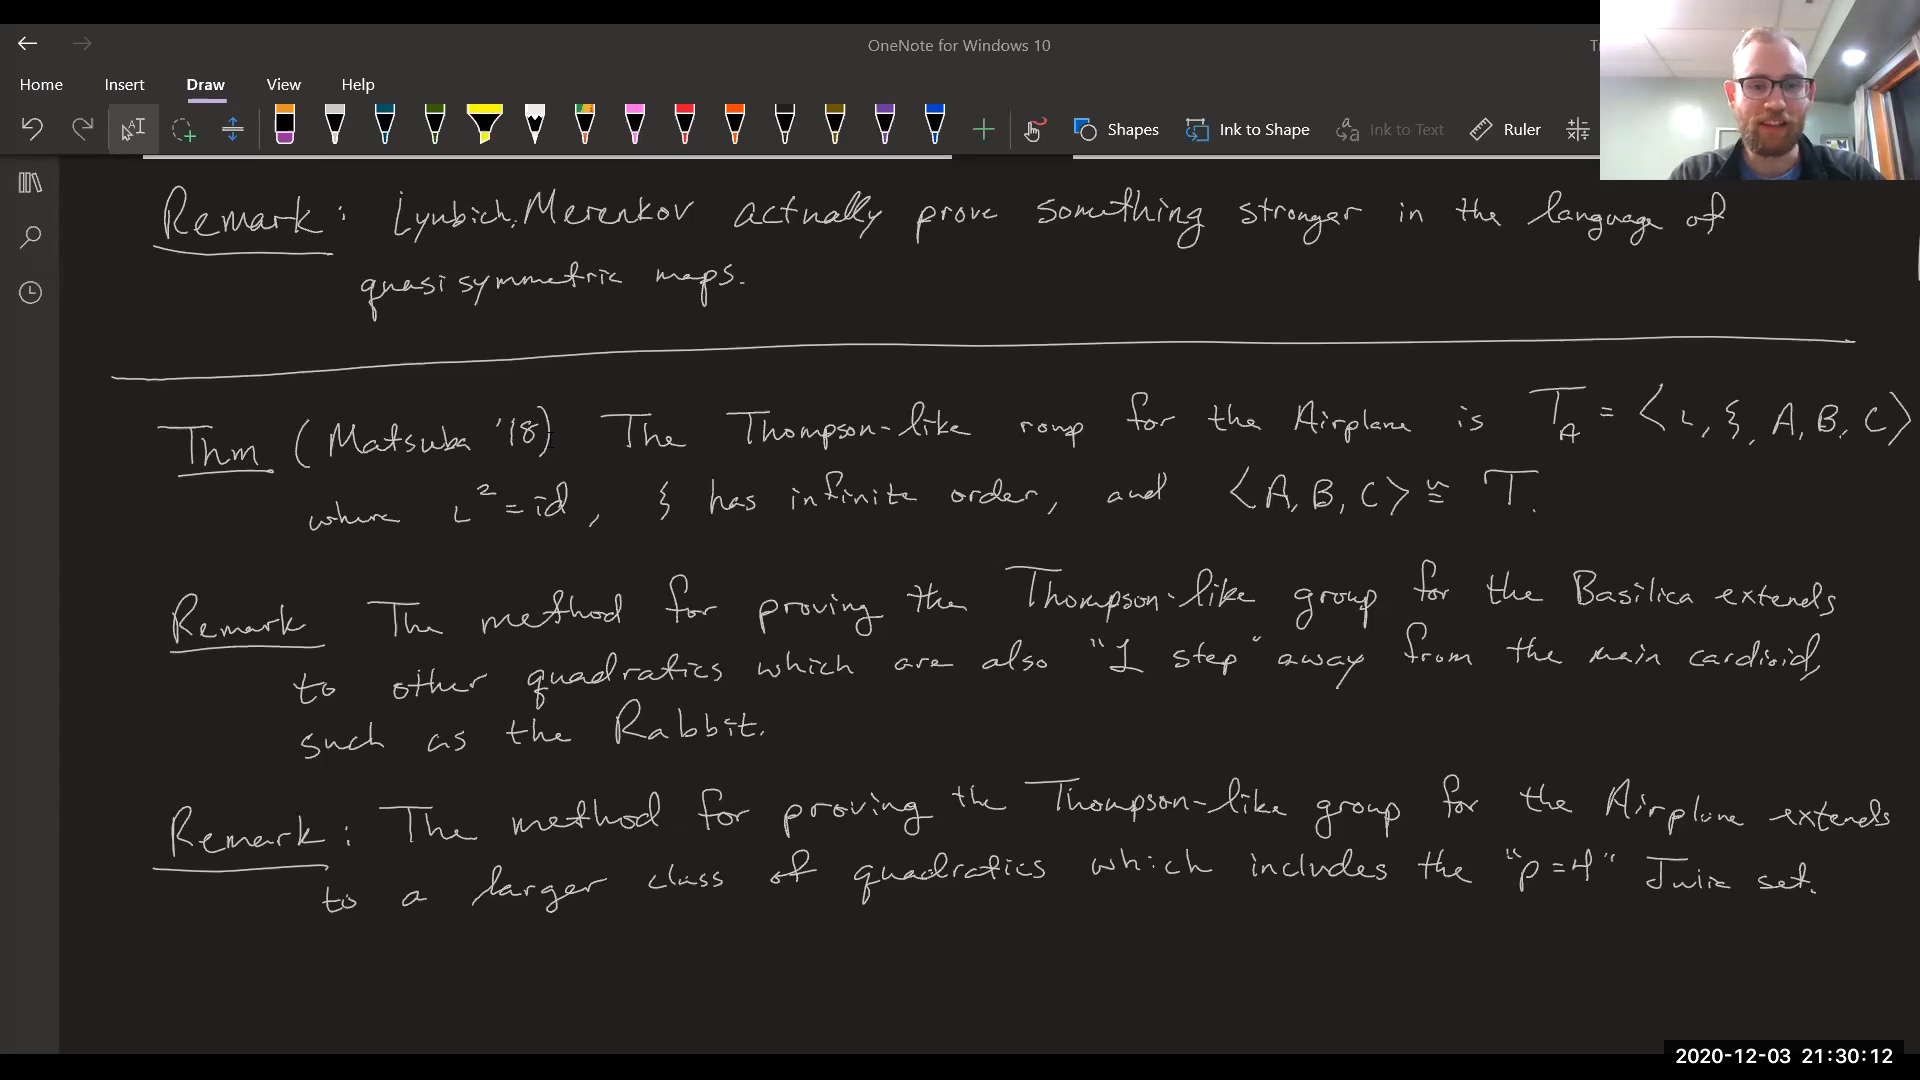 OneNote for Windows 10
Home Insert Draw View Help
Shapes Ink to Shape Ink to Text Ruler
Remark: Lyubich, Merenkov actually prove something stronger in the language of
quasisymmetric maps.
Thm (Matsuba '18) The Thompson-like roup for the Airplane is T_A = ⟨ι, ξ, A, B, C⟩
where ι² = id, ξ has infinite order, and ⟨A, B, C⟩ ≅ T.
Remark The method for proving the Thompson-like group for the Basilica extends
to other quadratics which are also "1 step" away from the main cardioid,
such as the Rabbit.
Remark: The method for proving the Thompson-like group for the Airplane extends
to a larger class of quadratics which includes the "p=4" Julia set.
2020-12-03 21:30:12